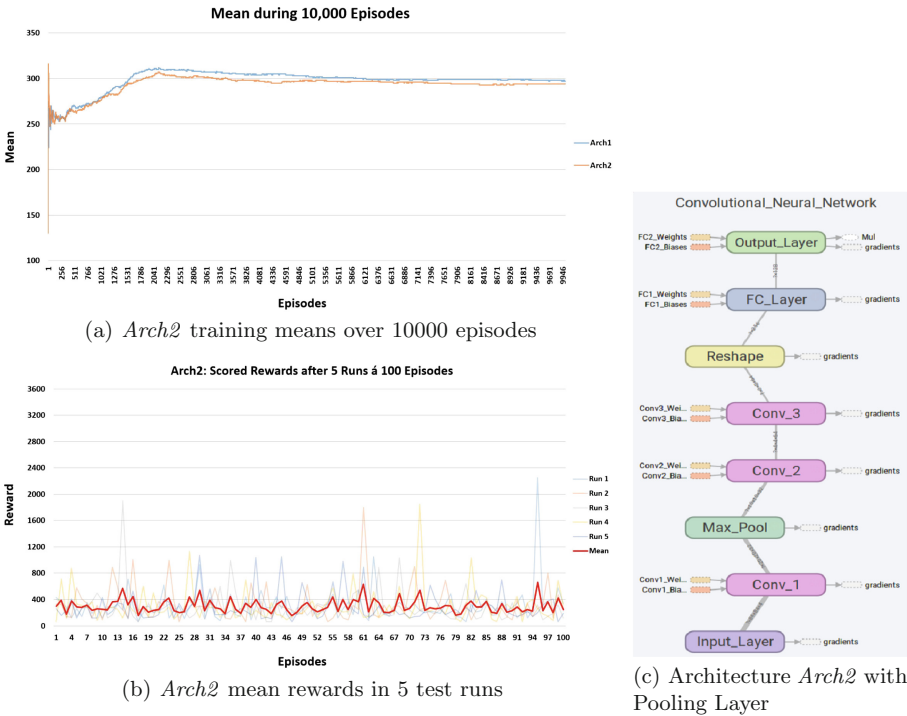 Mean during 10,000 Episodes
350
300
250
200
150
100
Mean
1 256 511 766 1021 1276 1531 1786 2041 2296 2551 2806 3061 3316 3571 3826 4081 4336 4591 4846 5101 5356 5611 5866 6121 6376 6631 6886 7141 7396 7651 7906 8161 8416 8671 8926 9181 9436 9691 9946
Episodes
Arch1
Arch2
(a) Arch2 training means over 10000 episodes
Arch2: Scored Rewards after 5 Runs á 100 Episodes
3600
3200
2800
2400
2000
1600
1200
800
400
0
Reward
1 4 7 10 13 16 19 22 25 28 31 34 37 40 43 46 49 52 55 58 61 64 67 70 73 76 79 82 85 88 91 94 97 100
Episodes
Run 1
Run 2
Run 3
Run 4
Run 5
Mean
(b) Arch2 mean rewards in 5 test runs
Convolutional_Neural_Network
FC2_Weights
FC2_Biases
Output_Layer
Mul
gradients
FC1_Weights
FC1_Biases
FC_Layer
gradients
Reshape
gradients
Conv3_Wei...
Conv3_Bia...
Conv_3
gradients
Conv2_Wei...
Conv2_Bia...
Conv_2
gradients
Max_Pool
gradients
Conv1_Wei...
Conv1_Bia...
Conv_1
gradients
Input_Layer
gradients
(c) Architecture Arch2 with
Pooling Layer